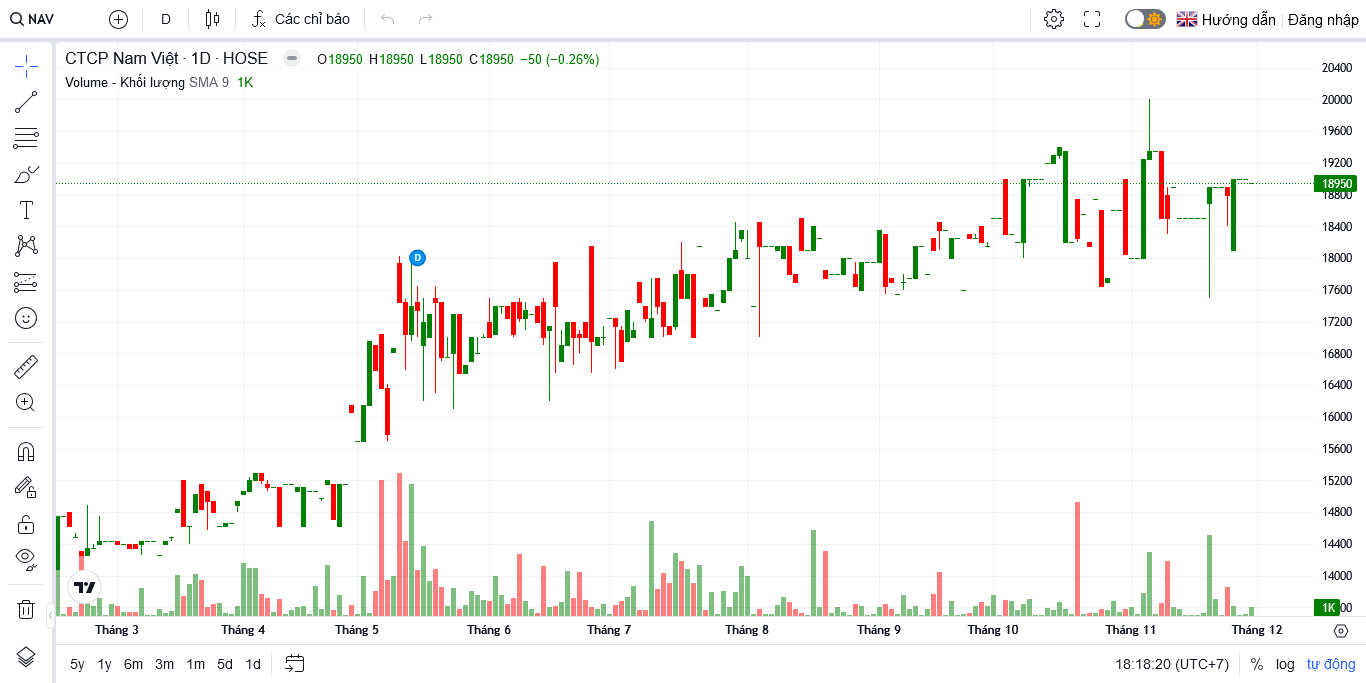 NAV D Các chỉ báo Hướng dẫn Đăng nhập
CTCP Nam Việt · 1D · HOSE O18950 H18950 L18950 C18950 −50 (−0.26%)
Volume - Khối lượng SMA 9 1K
20400
20000
19600
19200
18950
18800
18400
18000
D
17600
17200
16800
16400
16000
15600
15200
14800
14400
14000
1K
Tháng 3 Tháng 4 Tháng 5 Tháng 6 Tháng 7 Tháng 8 Tháng 9 Tháng 10 Tháng 11 Tháng 12
5y 1y 6m 3m 1m 5d 1d 18:18:20 (UTC+7) % log tự động